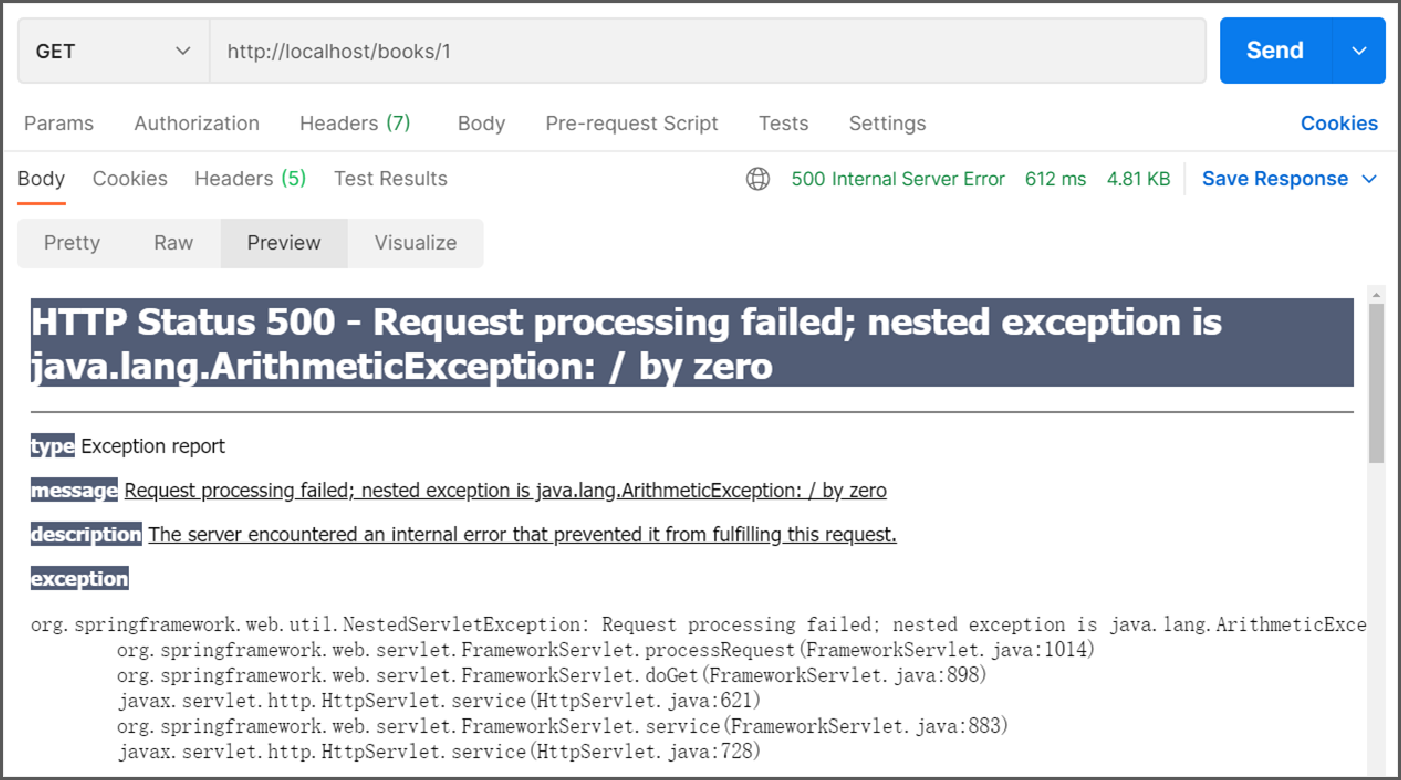 GET http://localhost/books/1 Send
Params Authorization Headers (7) Body Pre-request Script Tests Settings Cookies
Body Cookies Headers (5) Test Results 500 Internal Server Error 612 ms 4.81 KB Save Response
Pretty Raw Preview Visualize
HTTP Status 500 - Request processing failed; nested exception is
java.lang.ArithmeticException: / by zero
type Exception report
message Request processing failed; nested exception is java.lang.ArithmeticException: / by zero
description The server encountered an internal error that prevented it from fulfilling this request.
exception
org.springframework.web.util.NestedServletException: Request processing failed; nested exception is java.lang.ArithmeticExce
org.springframework.web.servlet.FrameworkServlet.processRequest(FrameworkServlet.java:1014)
org.springframework.web.servlet.FrameworkServlet.doGet(FrameworkServlet.java:898)
javax.servlet.http.HttpServlet.service(HttpServlet.java:621)
org.springframework.web.servlet.FrameworkServlet.service(FrameworkServlet.java:883)
javax.servlet.http.HttpServlet.service(HttpServlet.java:728)